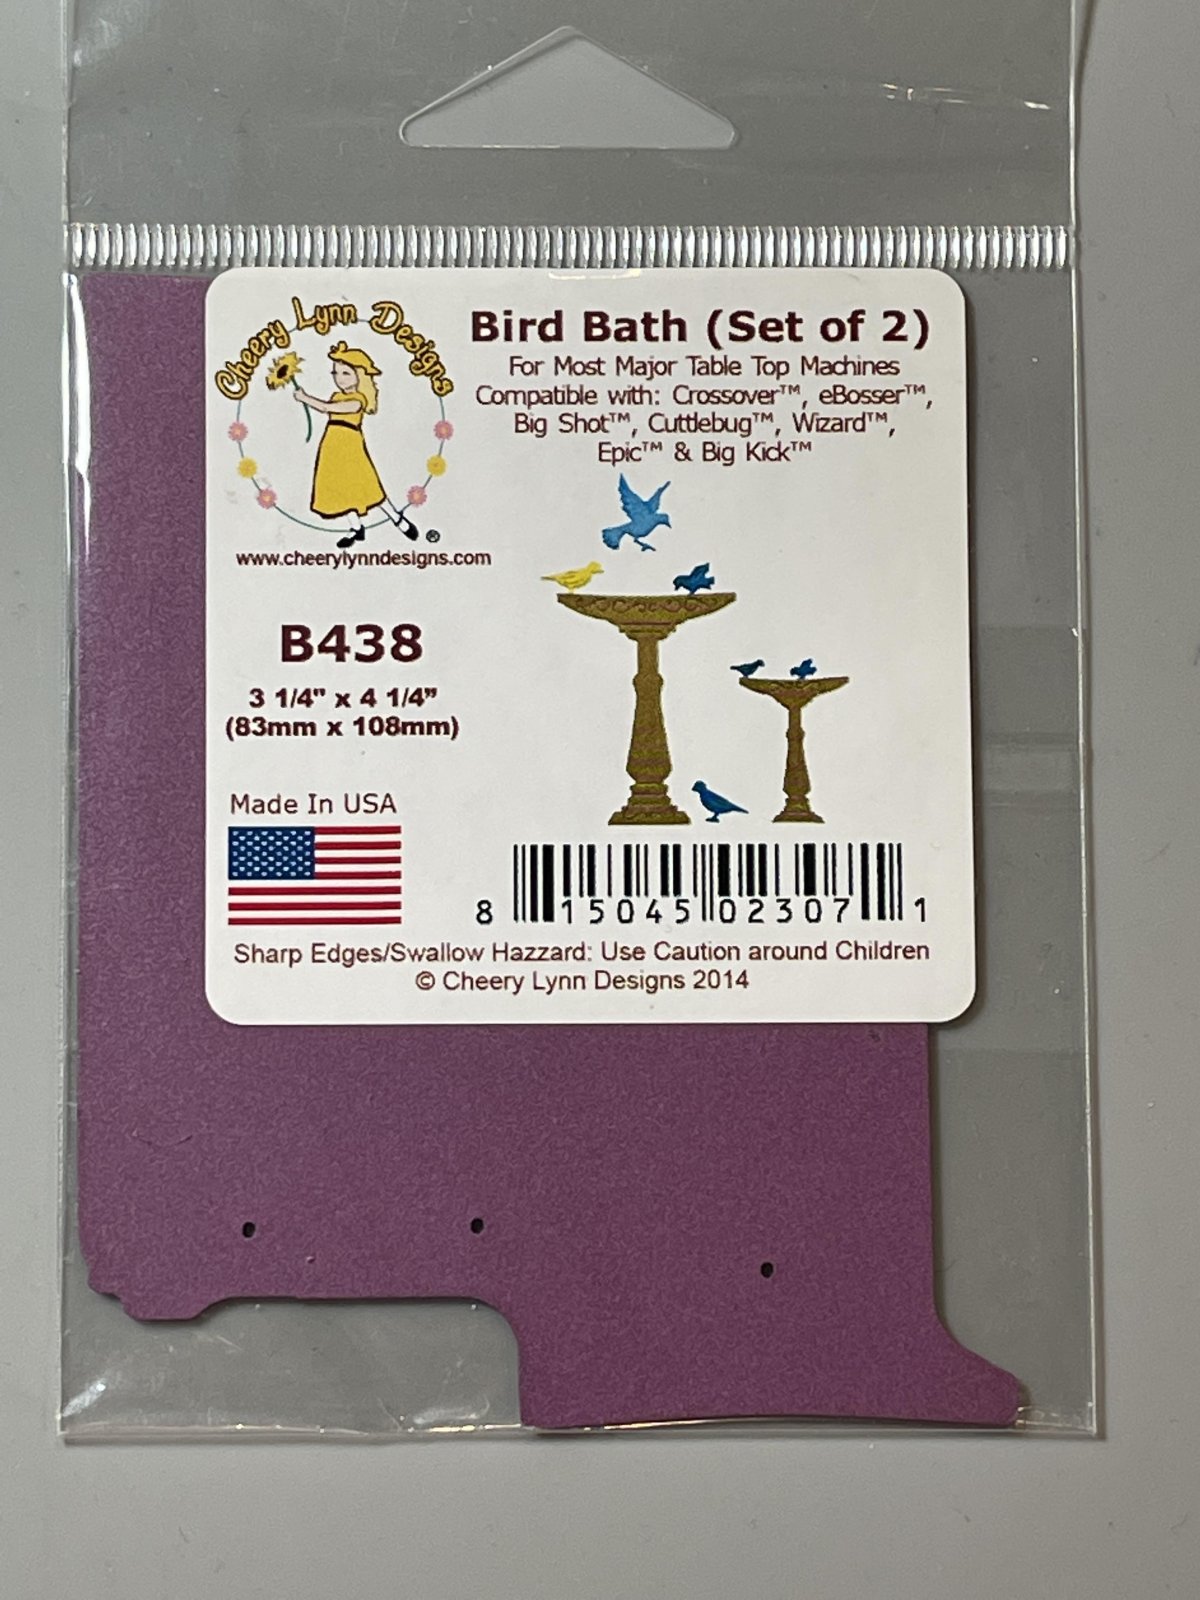 Cheery Lynn Designs
®
www.cheerylynndesigns.com
Bird Bath (Set of 2)
For Most Major Table Top Machines
Compatible with: Crossover™, eBosser™,
Big Shot™, Cuttlebug™, Wizard™,
Epic™ & Big Kick™
B438
3 1/4" x 4 1/4"
(83mm x 108mm)
Made In USA
8 15045 02307 1
Sharp Edges/Swallow Hazzard: Use Caution around Children
© Cheery Lynn Designs 2014